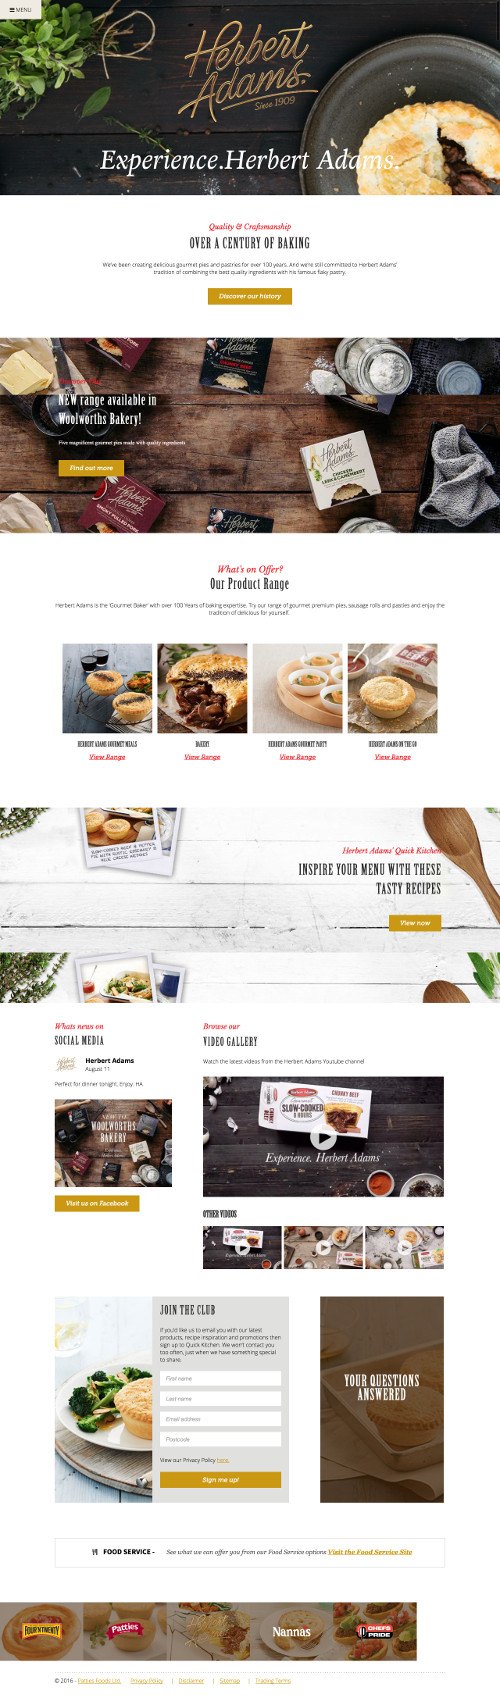 MENU
Herbert
Adams.
Since 1909
Experience.Herbert Adams.
Quality & Craftsmanship
OVER A CENTURY OF BAKING
We've been creating delicious gourmet pies and pastries for over 100 years. And we're still committed to Herbert Adams'
tradition of combining the best quality ingredients with his famous flaky pastry.
Discover our history
NEW range available in
Woolworths Bakery!
Five magnificent gourmet pies made with quality ingredients
Find out more
Herbert
Adams.
CHICKEN
LEEK & CAMEMBERT
What's on Offer?
Our Product Range
Herbert Adams is the 'Gourmet Baker' with over 100 Years of baking expertise. Try our range of gourmet premium pies, sausage rolls and pasties and enjoy the
tradition of delicious for yourself.
HERBERT ADAMS GOURMET MEALS
BAKERY
HERBERT ADAMS GOURMET PARTY
HERBERT ADAMS ON THE GO
View Range
View Range
View Range
View Range
SLOW-COOKED BEEF & PEPPER
Herbert Adams' Quick Kitchen
INSPIRE YOUR MENU WITH THESE
TASTY RECIPES
View now
Whats news on
SOCIAL MEDIA
Herbert Adams
August 11
Perfect for dinner tonight. Enjoy. HA
NEW TO
WOOLWORTHS
BAKERY
Visit us on Facebook
Browse our
VIDEO GALLERY
Watch the latest videos from the Herbert Adams Youtube channel
CHUNKY BEEF
SLOW-COOKED
8 HOURS
Experience. Herbert Adams
OTHER VIDEOS
JOIN THE CLUB
If you'd like us to email you with our latest
products, recipe inspiration and promotions then
sign up to Quick Kitchen. We won't contact you
too often, just when we have something special
to share.
First name
Last name
Email address
Postcode
View our Privacy Policy here.
Sign me up!
YOUR QUESTIONS
ANSWERED
FOOD SERVICE - See what we can offer you from our Food Service options Visit the Food Service Site
FOUR'N TWENTY
Patties
Herbert Adams
Nannas
CHEFS
PRIDE
© 2016 - Patties Foods Ltd. Privacy Policy | Disclaimer | Sitemap | Trading Terms